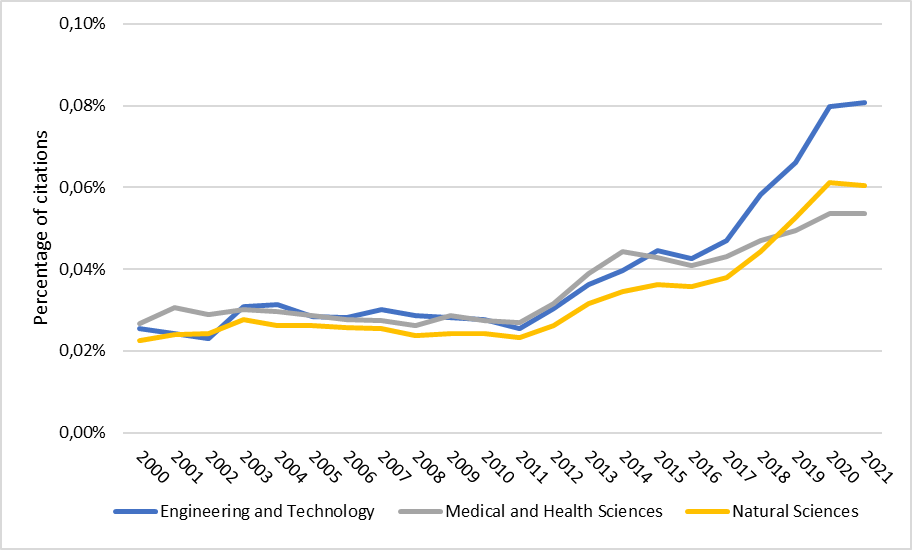 0,10%
0,08%
0,06%
0,04%
0,02%
0,00%
Percentage of citations
2000 2001 2002 2003 2004 2005 2006 2007 2008 2009 2010 2011 2012 2013 2014 2015 2016 2017 2018 2019 2020 2021
Engineering and Technology Medical and Health Sciences Natural Sciences